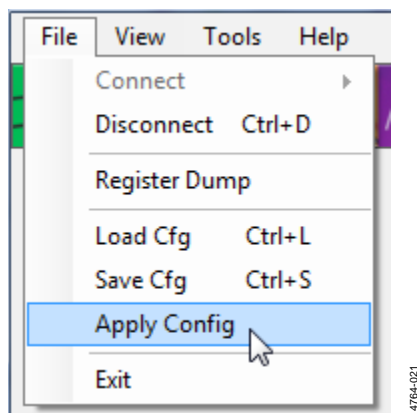 File View Tools Help
Connect
Disconnect Ctrl+D
Register Dump
Load Cfg Ctrl+L
Save Cfg Ctrl+S
Apply Config
Exit
4764-021